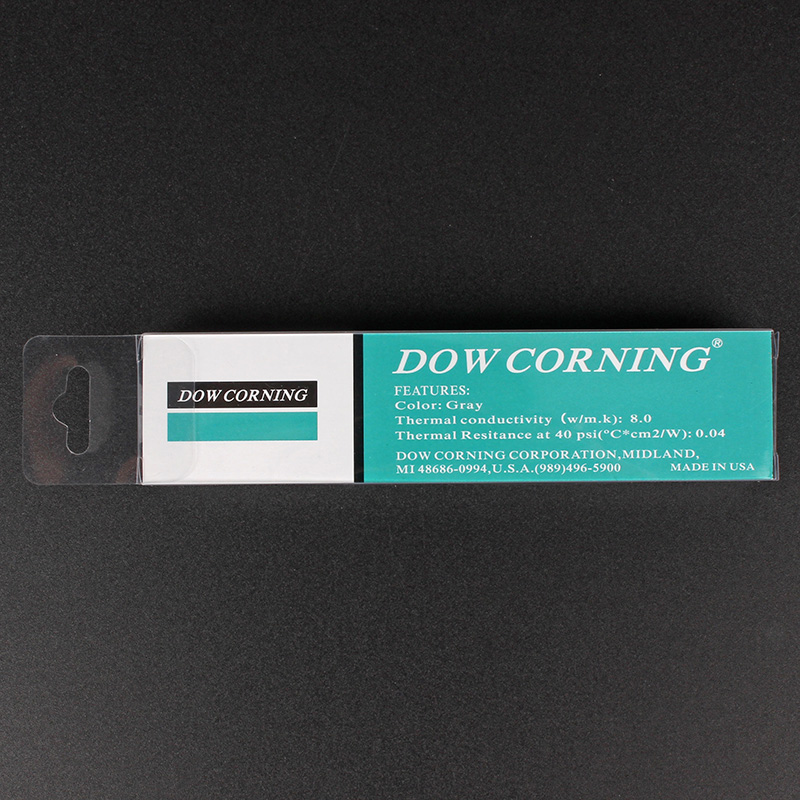 DOW CORNING
DOW CORNING®
FEATURES:
Color: Gray
Thermal conductivity (w/m.k): 8.0
Thermal Resitance at 40 psi(ºC*cm2/W): 0.04
DOW CORNING CORPORATION,MIDLAND,
MI 48686-0994,U.S.A.(989)496-5900 MADE IN USA